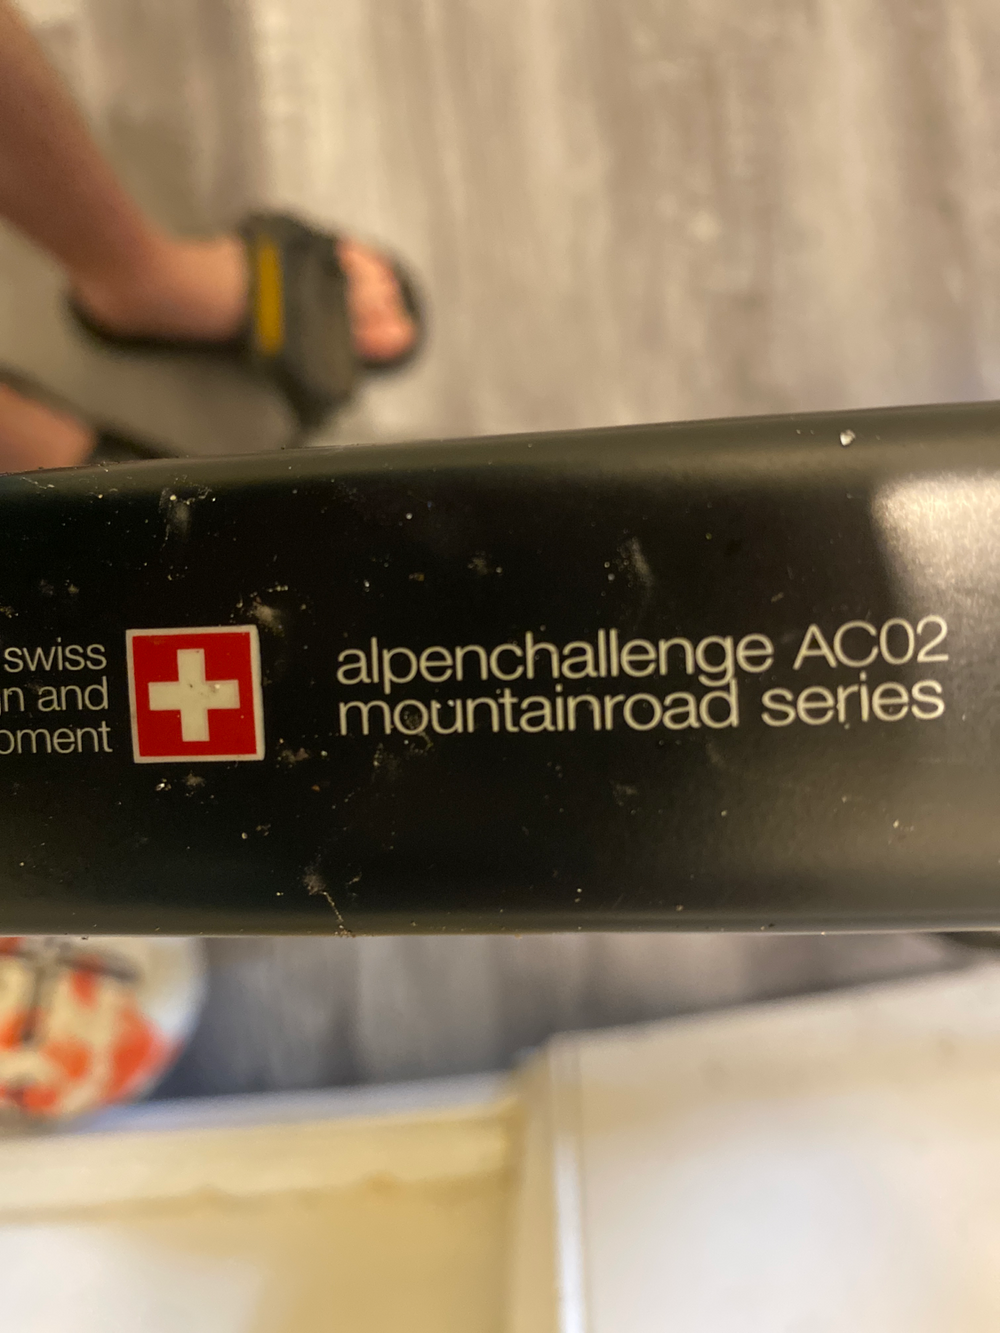 swiss
and
alpenchallenge AC02
mountainroad series